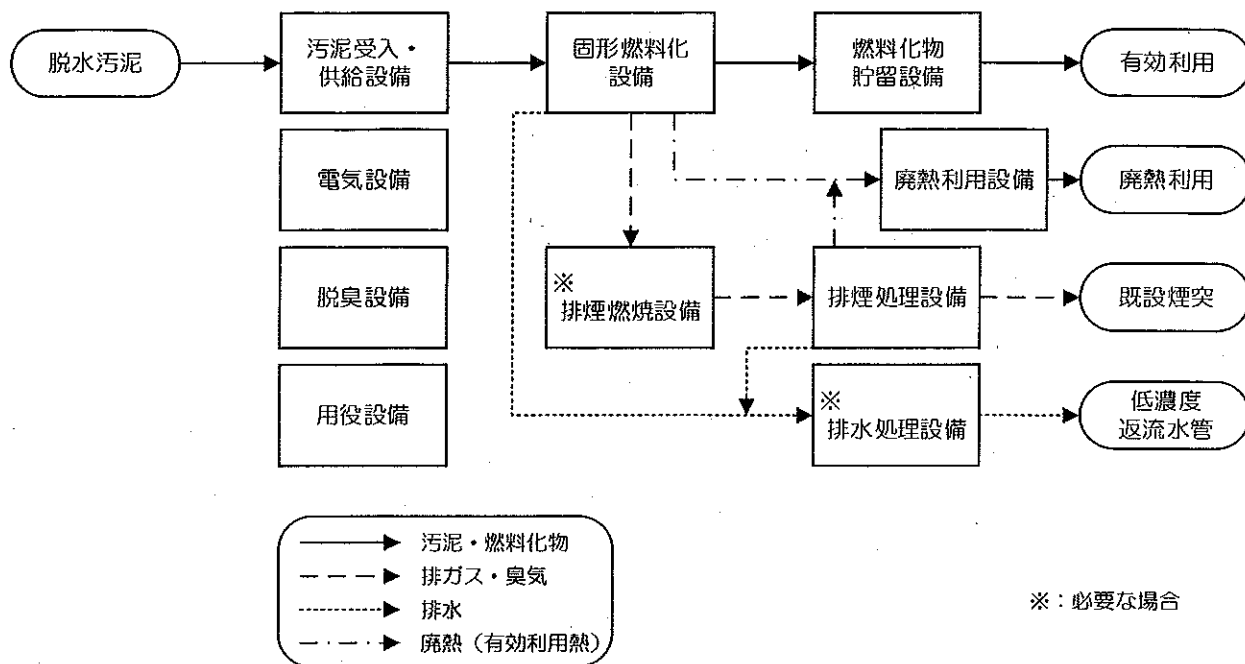 脱水汚泥
汚泥受入・
供給設備
固形燃料化
設備
燃料化物
貯留設備
有効利用
電気設備
廃熱利用設備
廃熱利用
脱臭設備
※
排煙燃焼設備
排煙処理設備
既設煙突
用役設備
※
排水処理設備
低濃度
返流水管
汚泥・燃料化物
排ガス・臭気
排水
廃熱（有効利用熱）
※：必要な場合